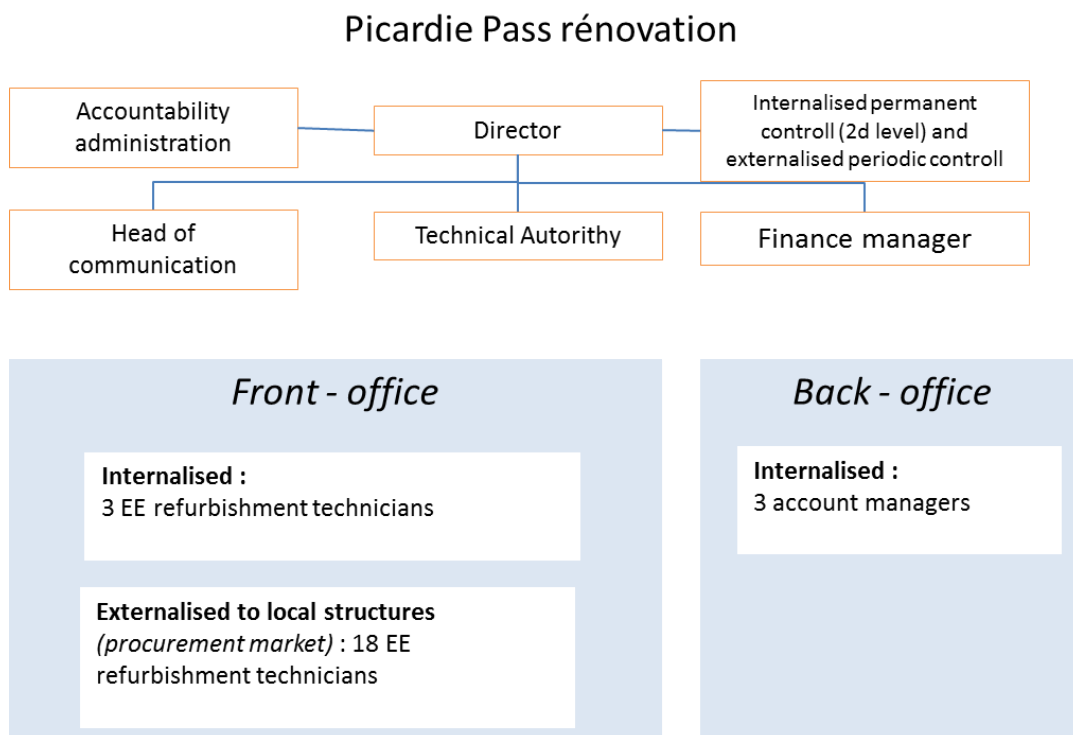 Picardie Pass rénovation
Accountability
administration
Director
Internalised permanent
controll (2d level) and
externalised periodic controll
Head of
communication
Technical Autorithy
Finance manager
Front - office
Internalised :
3 EE refurbishment technicians
Externalised to local structures
(procurement market) : 18 EE
refurbishment technicians
Back - office
Internalised :
3 account managers